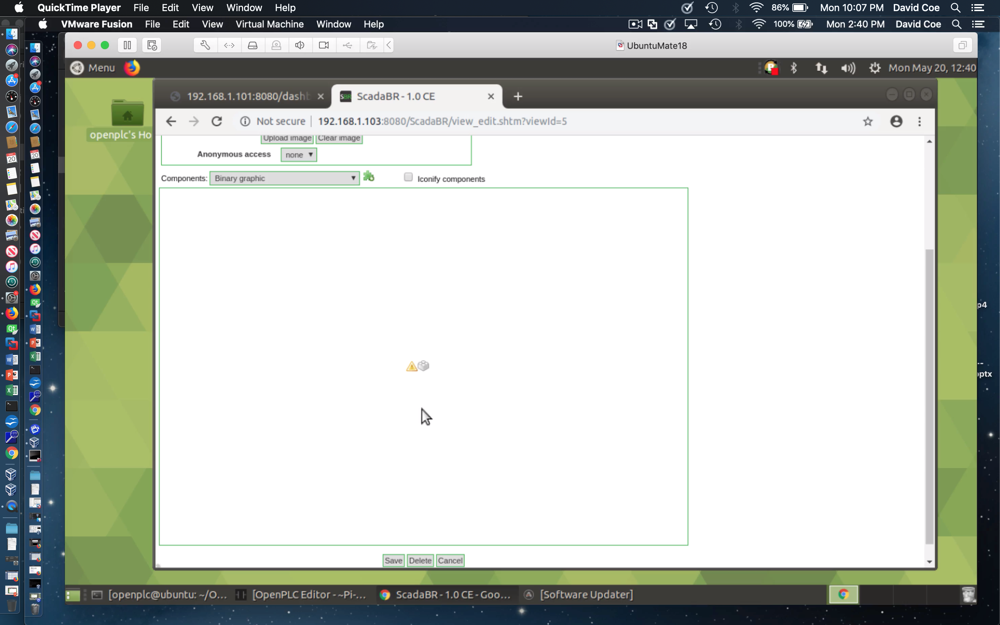 QuickTime Player File Edit View Window Help 86% Mon 10:07 PM David Coe
VMware Fusion File Edit View Virtual Machine Window Help 100% Mon 2:40 PM David Coe
UbuntuMate18
Menu Mon May 20, 12:40
192.168.1.101:8080/dashb ScadaBR - 1.0 CE
Not secure 192.168.1.103:8080/ScadaBR/view_edit.shtm?viewId=5
openplc's Ho
Upload image Clear image
Anonymous access none
Components: Binary graphic Iconify components
p4
pptx
Save Delete Cancel
[openplc@ubuntu: ~/O... [OpenPLC Editor - ~Pi-... ScadaBR - 1.0 CE - Goo... [Software Updater]